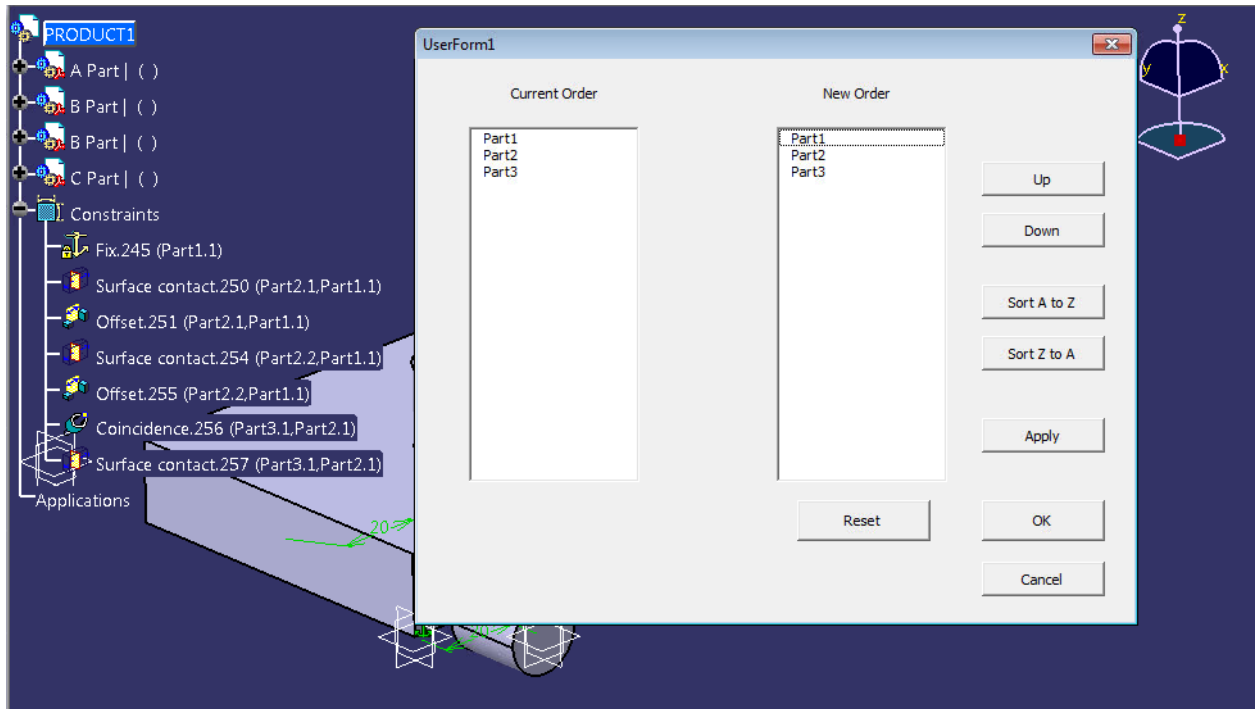 PRODUCT1
A Part| ( )
B Part| ( )
B Part| ( )
C Part| ( )
Constraints
Fix.245 (Part1.1)
Surface contact.250 (Part2.1,Part1.1)
Offset.251 (Part2.1,Part1.1)
Surface contact.254 (Part2.2,Part1.1)
Offset.255 (Part2.2,Part1.1)
Coincidence.256 (Part3.1,Part2.1)
Surface contact.257 (Part3.1,Part2.1)
Applications
20
20
UserForm1
Current Order
Part1
Part2
Part3
New Order
Part1
Part2
Part3
Up
Down
Sort A to Z
Sort Z to A
Apply
Reset
OK
Cancel
z
y
x